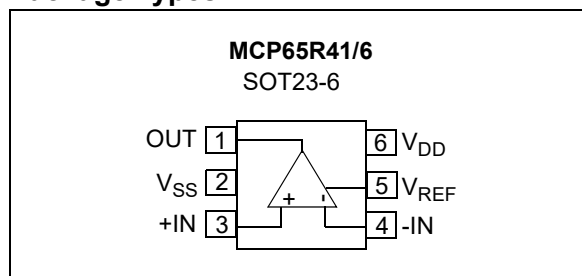 MCP65R41/6
SOT23-6
OUT 1 6 VDD
VSS 2 5 VREF
+IN 3 4 -IN
+ -